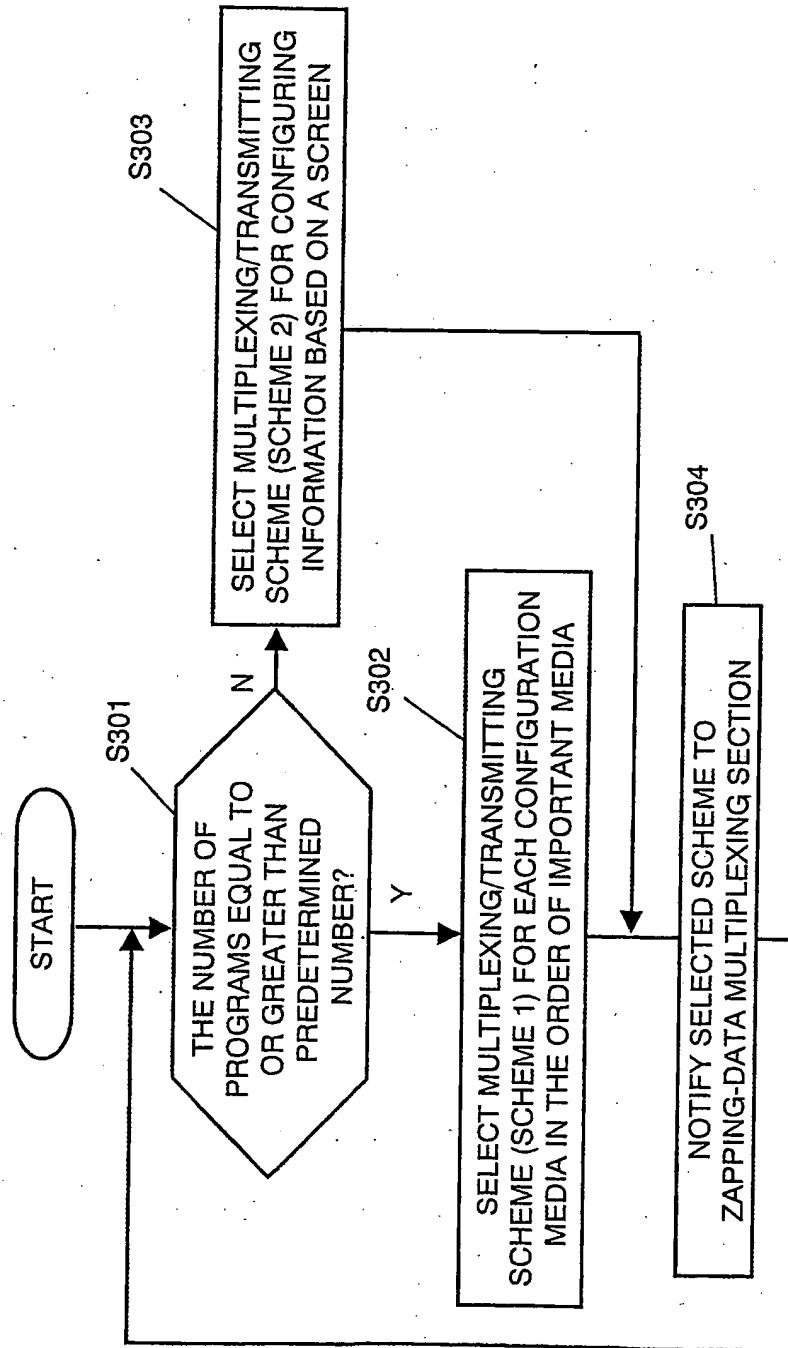 START
S301
THE NUMBER OF
PROGRAMS EQUAL TO
OR GREATER THAN
PREDETERMINED
NUMBER?
N
Y
S303
SELECT MULTIPLEXING/TRANSMITTING
SCHEME (SCHEME 2) FOR CONFIGURING
INFORMATION BASED ON A SCREEN
S302
SELECT MULTIPLEXING/TRANSMITTING
SCHEME (SCHEME 1) FOR EACH CONFIGURATION
MEDIA IN THE ORDER OF IMPORTANT MEDIA
S304
NOTIFY SELECTED SCHEME TO
ZAPPING-DATA MULTIPLEXING SECTION